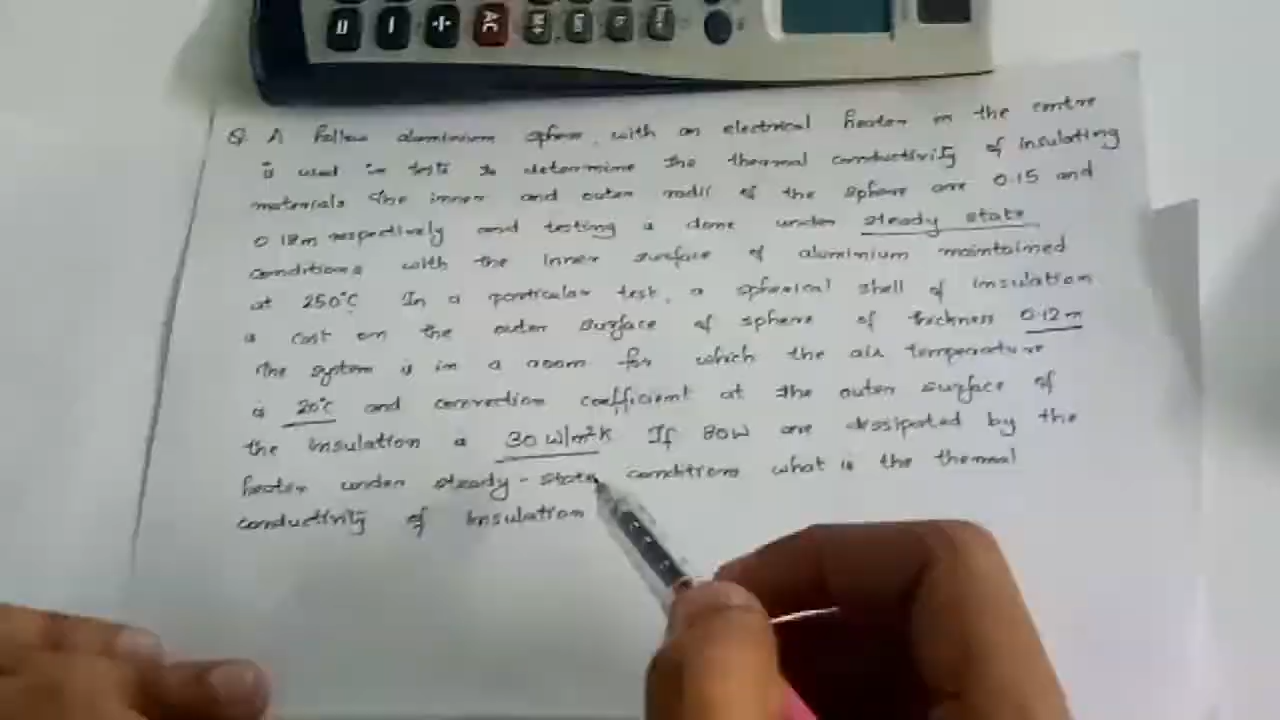 ÷ AC M+
Q. A hollow aluminium sphere, with an electrical heater in the centre
is used in tests to determine the thermal conductivity of insulating
materials. The inner and outer radii of the sphere are 0.15 and
0.18m respectively and testing is done under steady state
conditions with the inner surface of aluminium maintained
at 250°C. In a particular test, a spherical shell of insulation
is cast on the outer surface of sphere of thickness 0.12m
The system is in a room for which the air temperature
is 20°C and convection coefficient at the outer surface of
the insulation is 30 W/m²K If 80W are dissipated by the
heater under steady-state conditions what is the thermal
conductivity of insulation